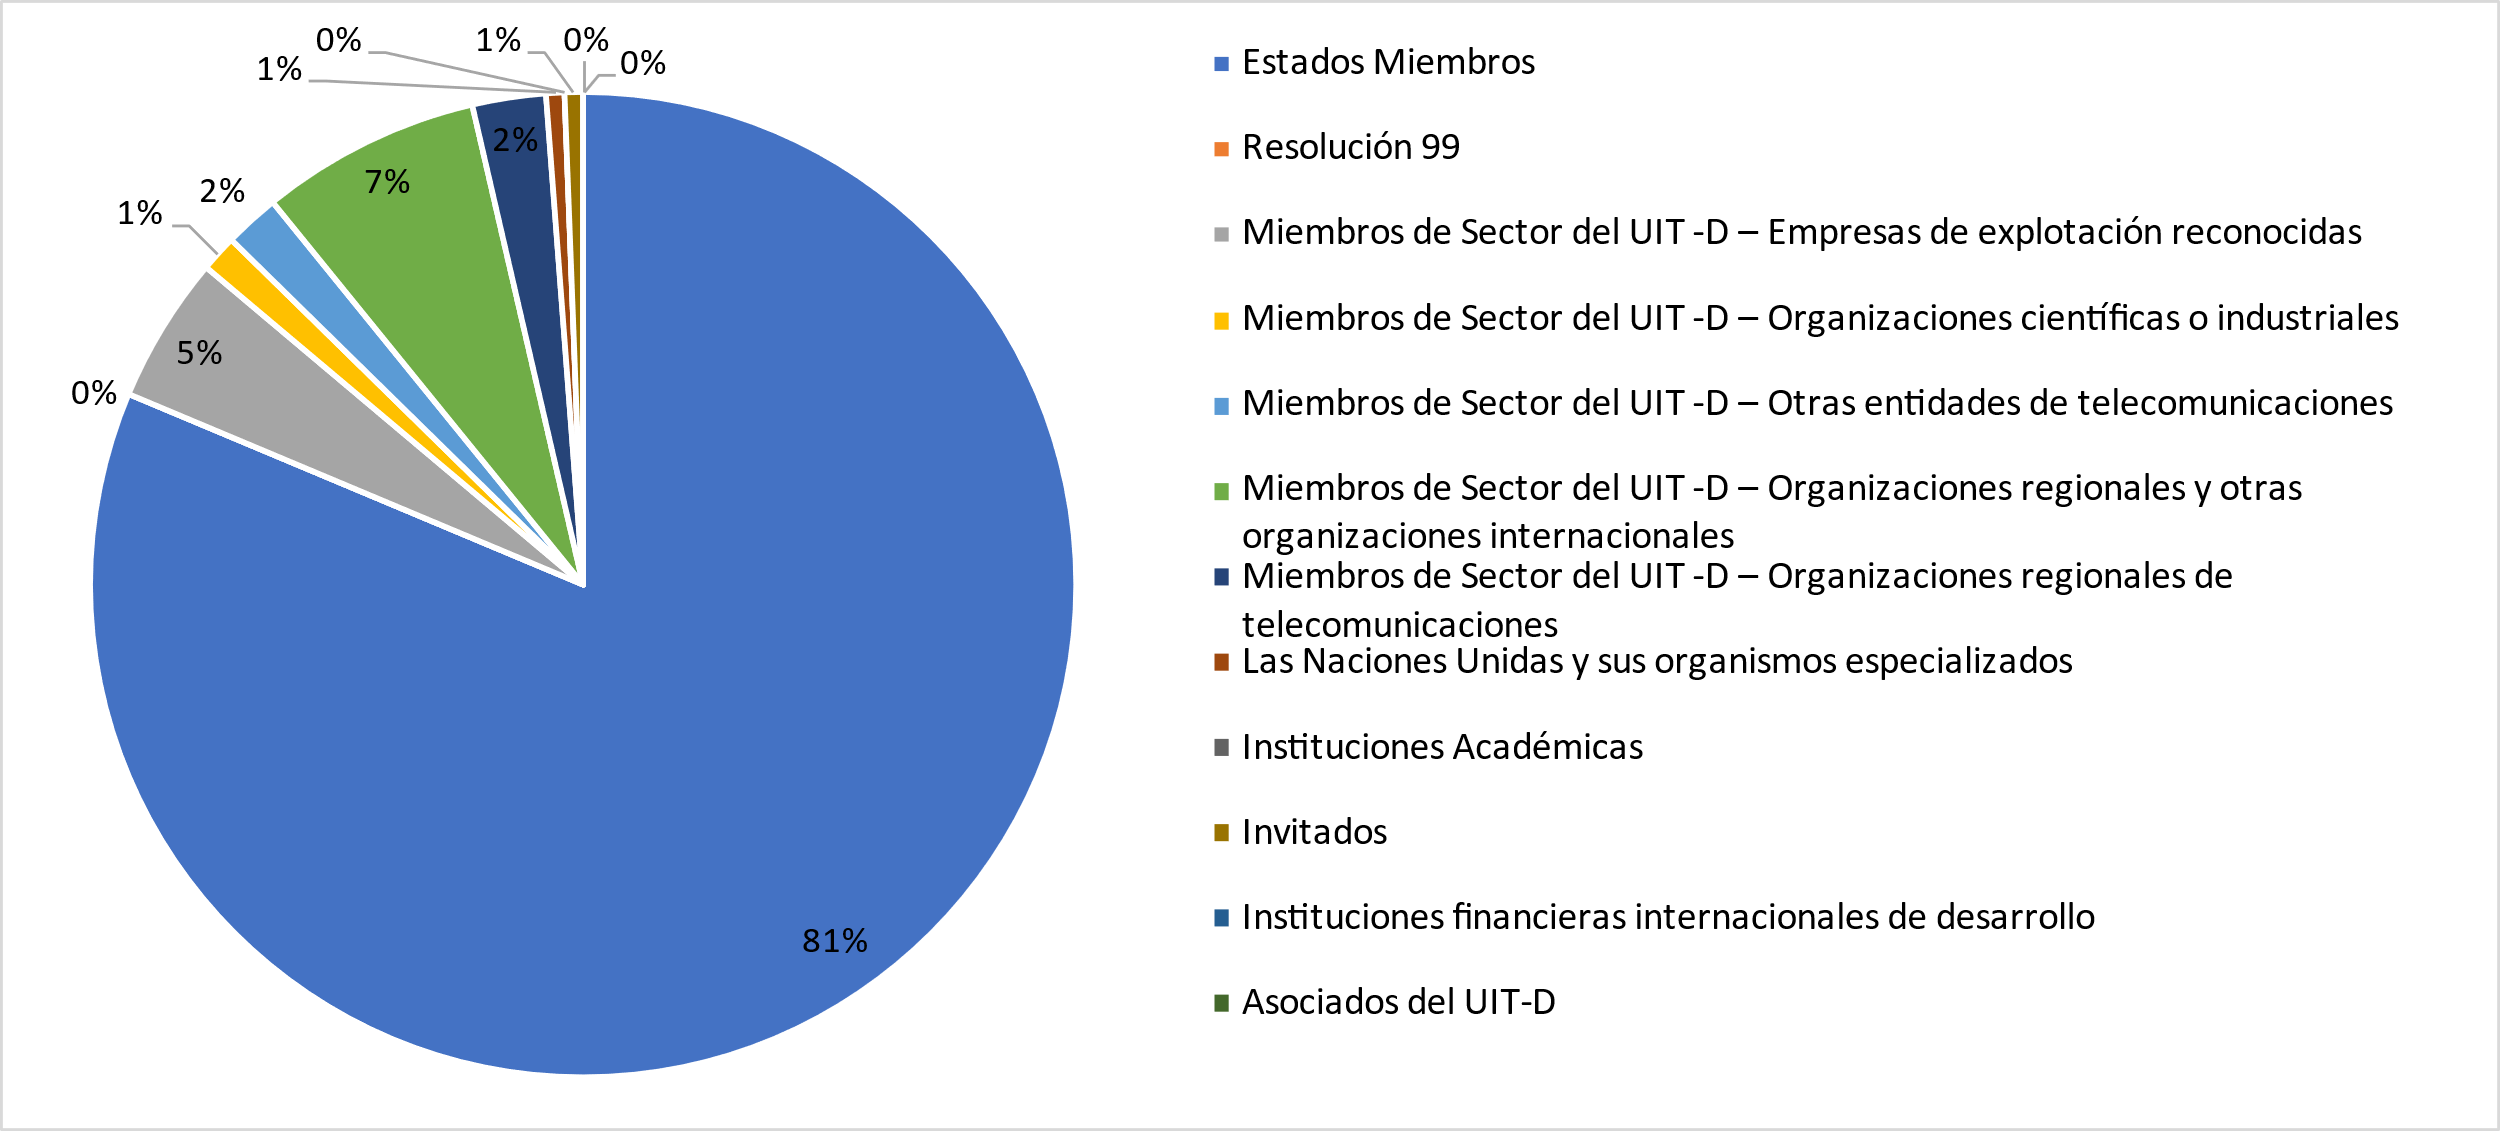 0%
1%
0%
0%
1%
2%
7%
2%
1%
5%
0%
81%
Estados Miembros
Resolución 99
Miembros de Sector del UIT -D – Empresas de explotación reconocidas
Miembros de Sector del UIT -D – Organizaciones científicas o industriales
Miembros de Sector del UIT -D – Otras entidades de telecomunicaciones
Miembros de Sector del UIT -D – Organizaciones regionales y otras
organizaciones internacionales
Miembros de Sector del UIT -D – Organizaciones regionales de
telecomunicaciones
Las Naciones Unidas y sus organismos especializados
Instituciones Académicas
Invitados
Instituciones financieras internacionales de desarrollo
Asociados del UIT-D